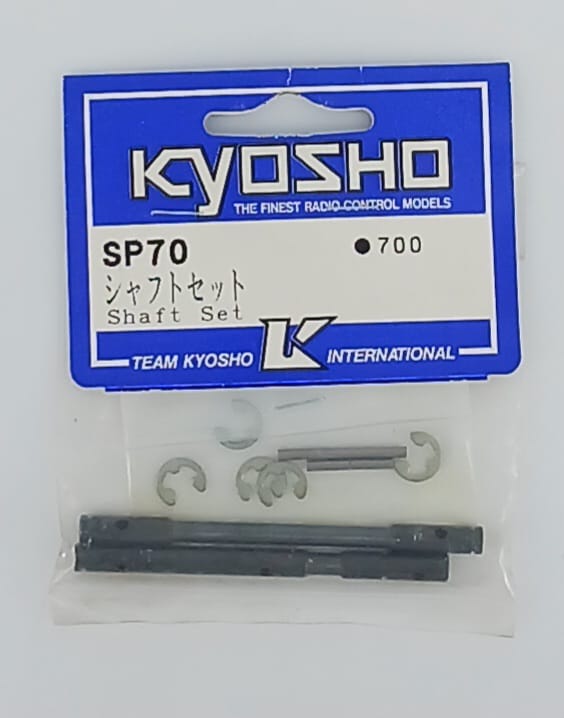 KYOSHO
THE FINEST RADIO CONTROL MODELS
SP70 ●700
シャフトセット
Shaft Set
TEAM KYOSHO K INTERNATIONAL